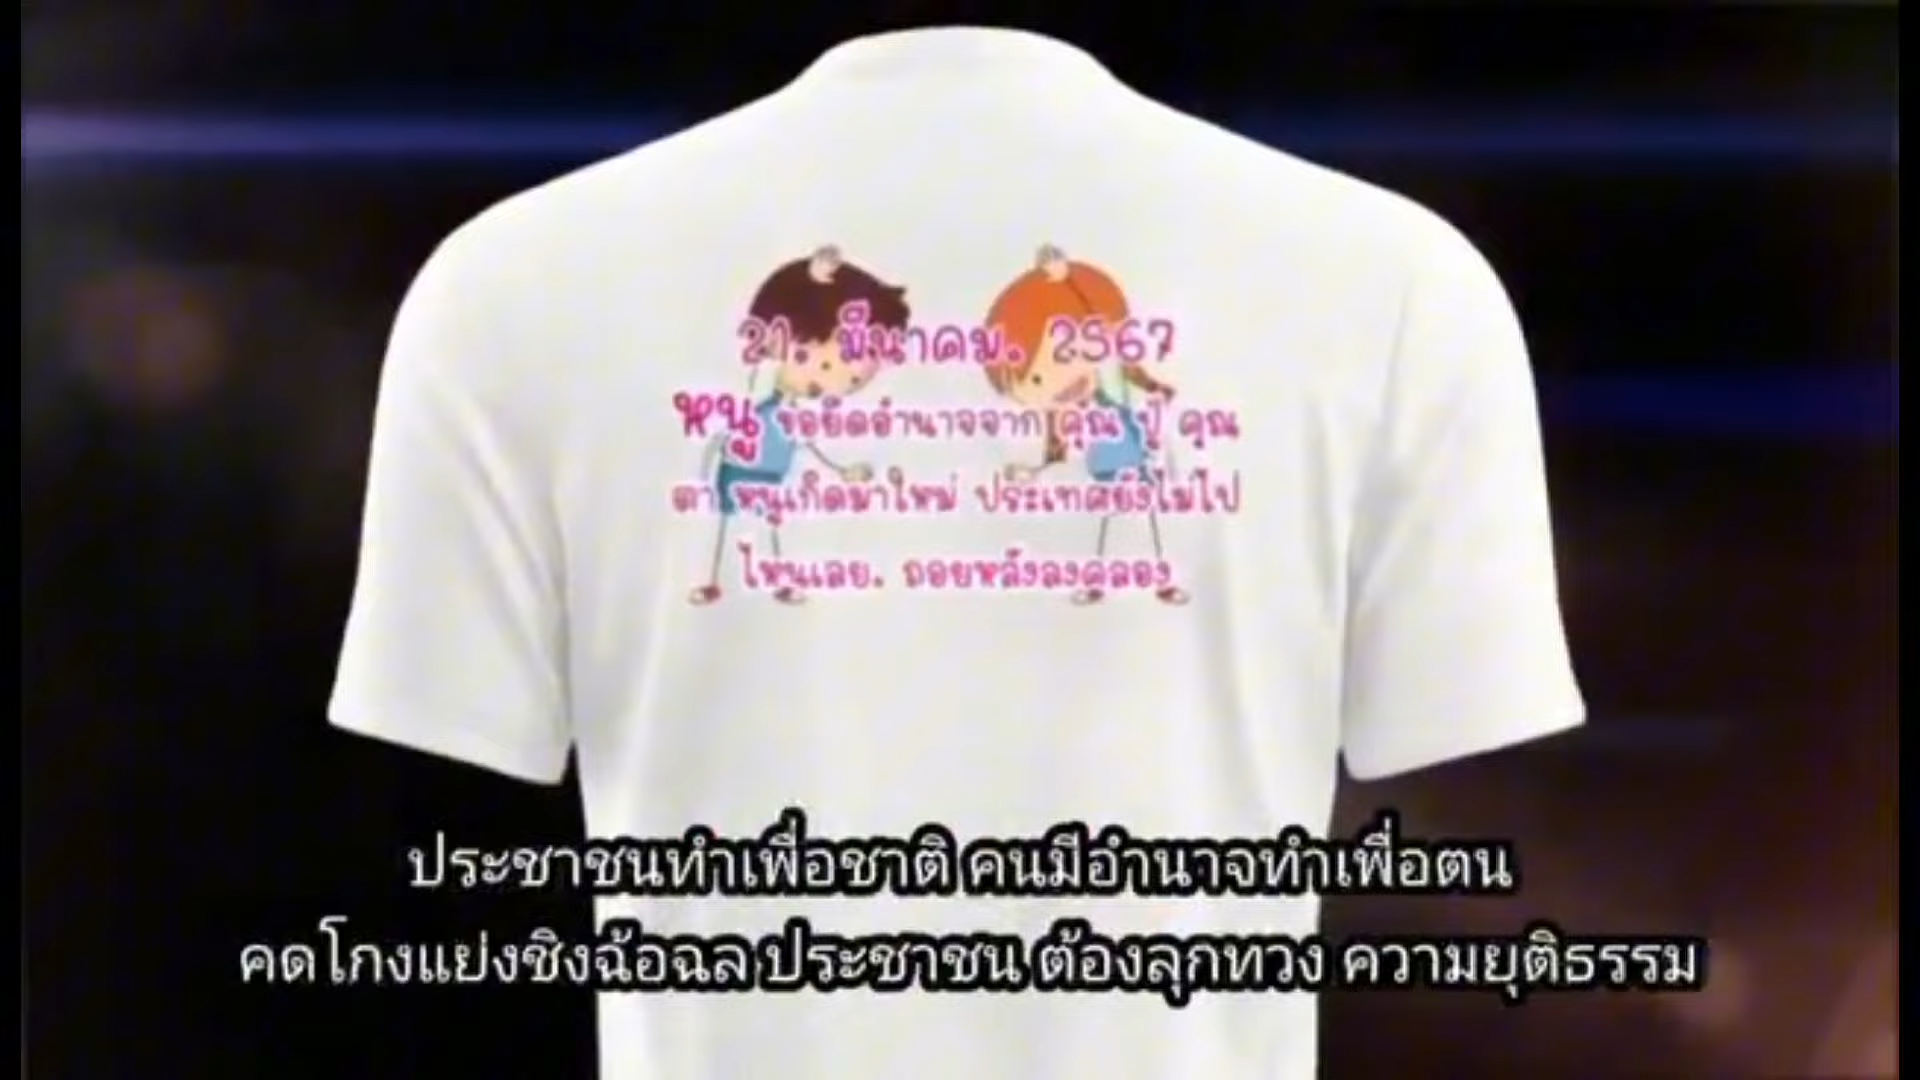 21. มีนาคม. 2567
หนู ขอยึดอำนาจจาก คุณ ปู่ คุณ
ตา หนูเกิดมาใหม่ ประเทศยังไม่ไป
ไหนเลย. ถอยหลังลงคลอง
ประชาชนทำเพื่อชาติ คนมีอำนาจทำเพื่อตน
คดโกงแย่งชิงฉ้อฉล ประชาชน ต้องลุกทวง ความยุติธรรม